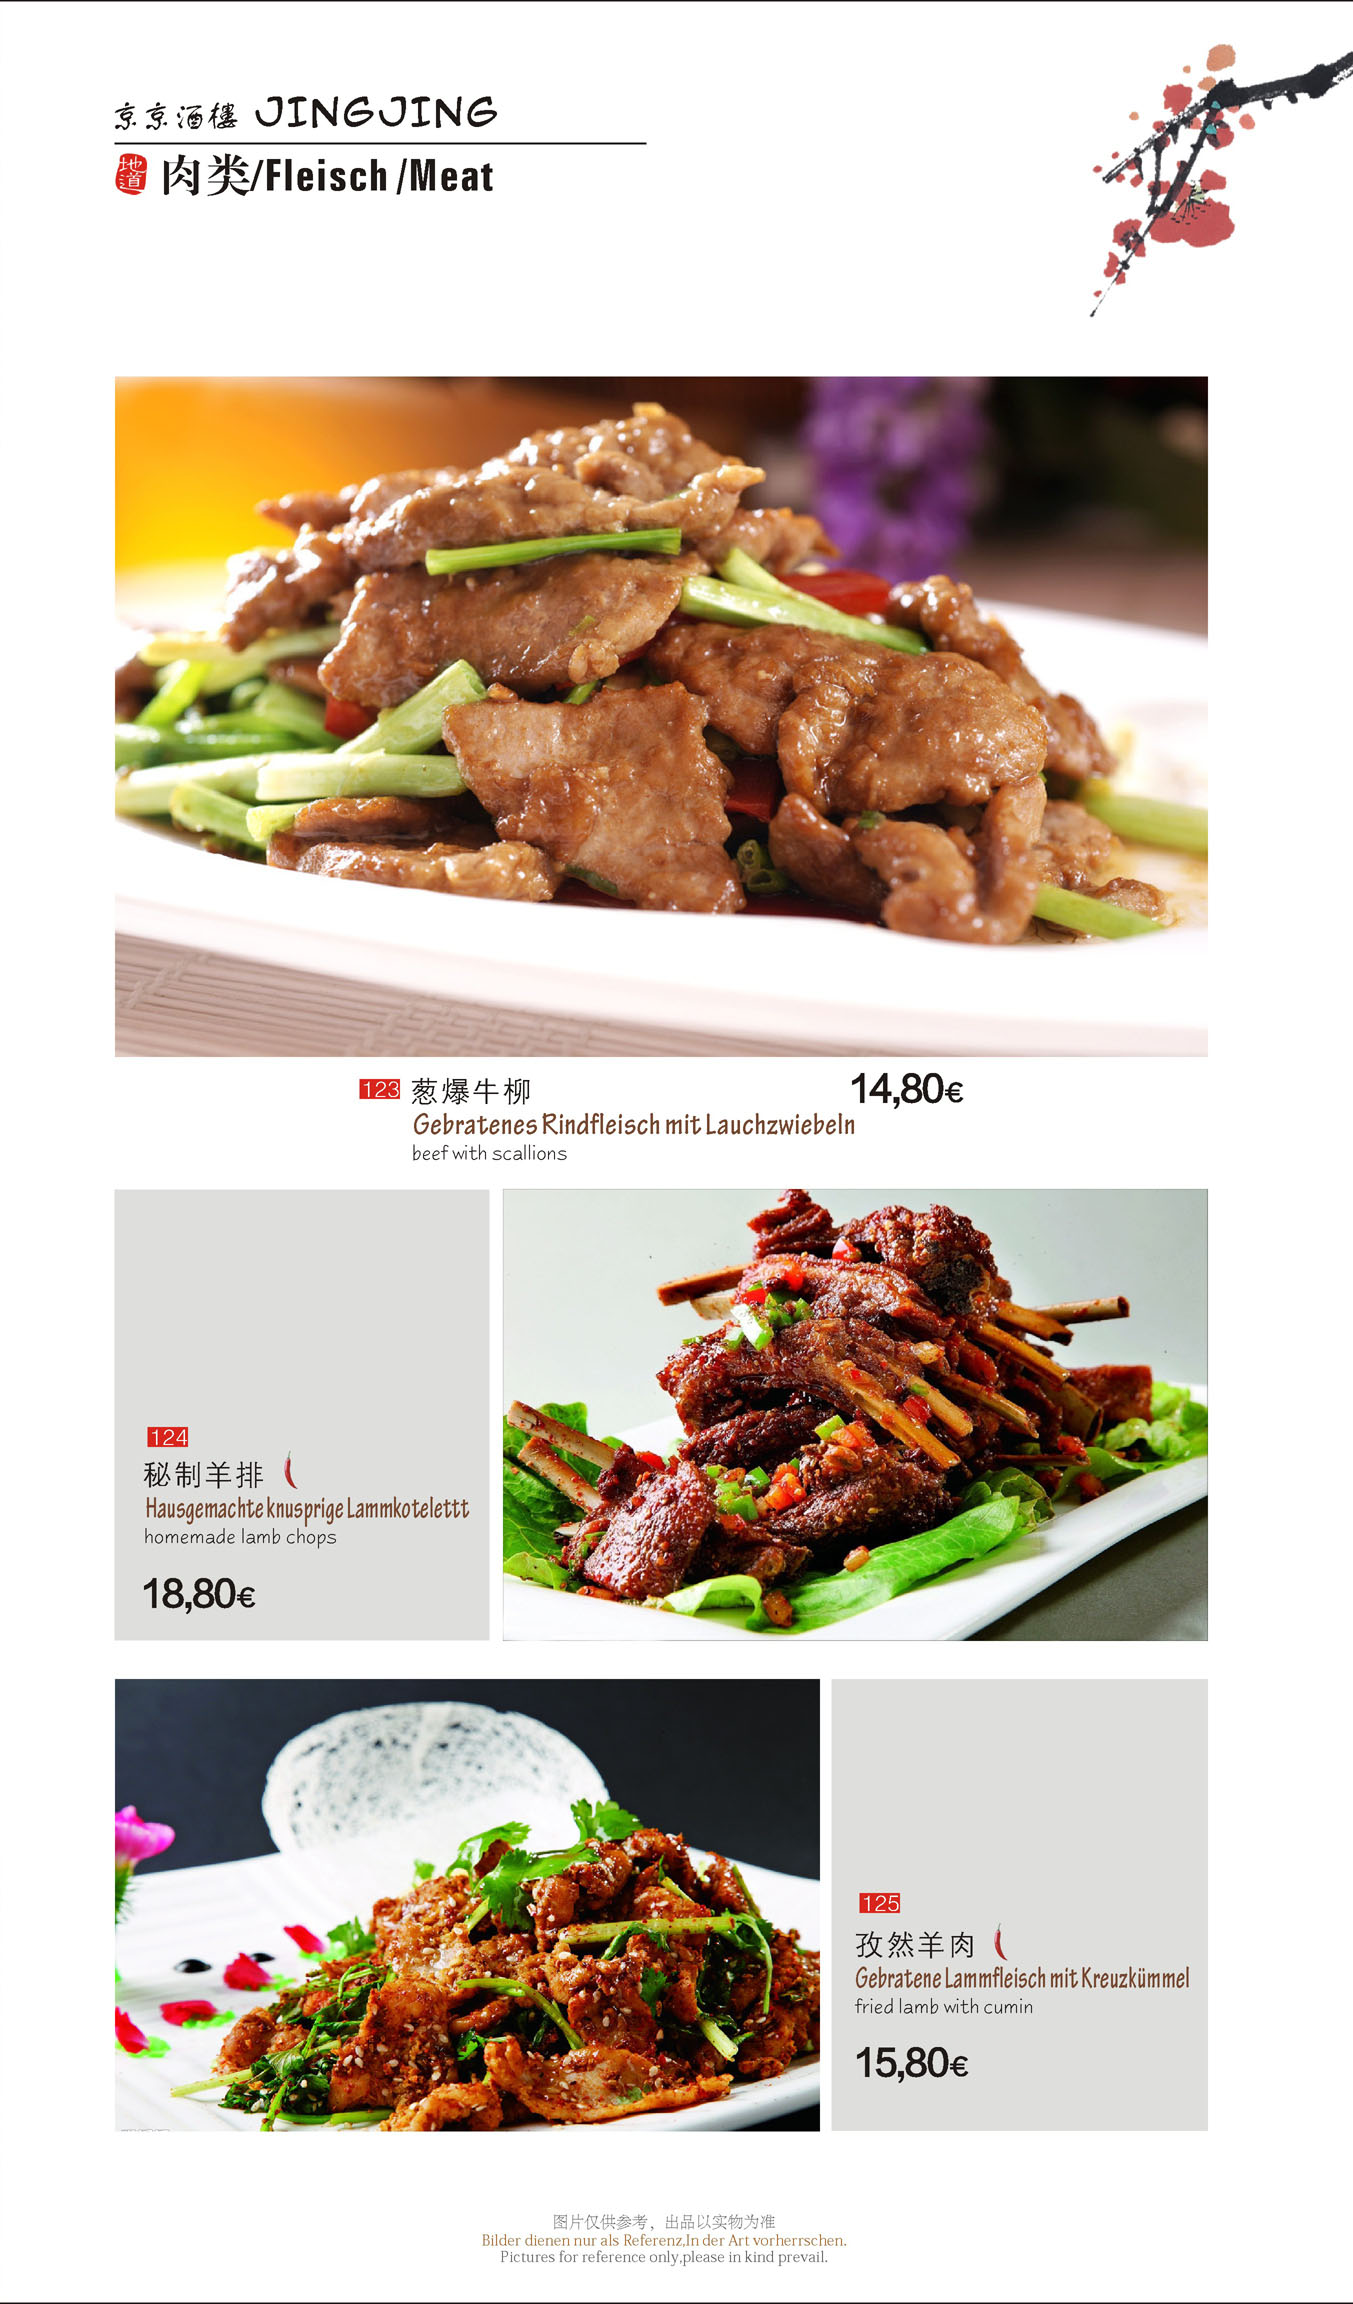 京京酒樓 JINGJING
地道 肉类/Fleisch /Meat
123 葱爆牛柳 14,80€
Gebratenes Rindfleisch mit Lauchzwiebeln
beef with scallions
124
秘制羊排
Hausgemachte knusprige Lammkotelettt
homemade lamb chops
18,80€
125
孜然羊肉
Gebratene Lammfleisch mit Kreuzkümmel
fried lamb with cumin
15,80€
图片仅供参考，出品以实物为准
Bilder dienen nur als Referenz,In der Art vorherrschen.
Pictures for reference only,please in kind prevail.